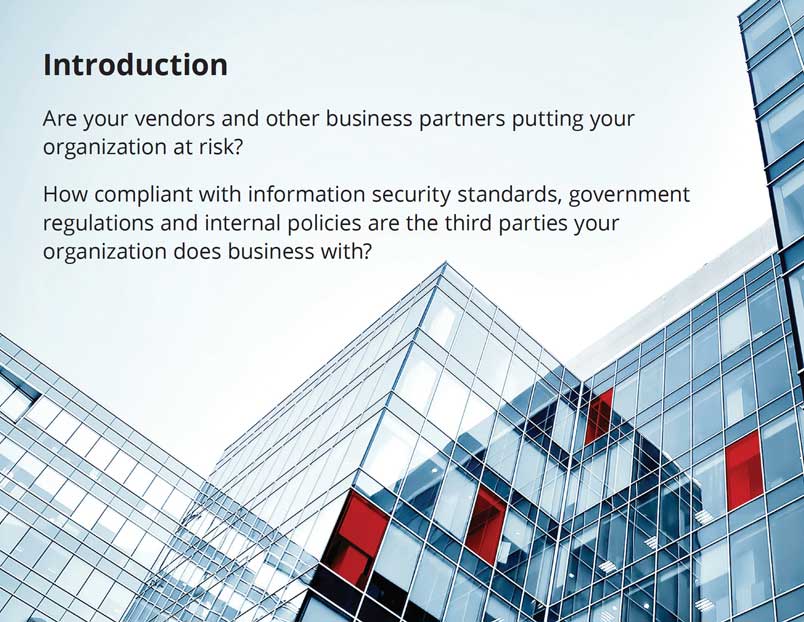 Introduction
Are your vendors and other business partners putting your
organization at risk?
How compliant with information security standards, government
regulations and internal policies are the third parties your
organization does business with?